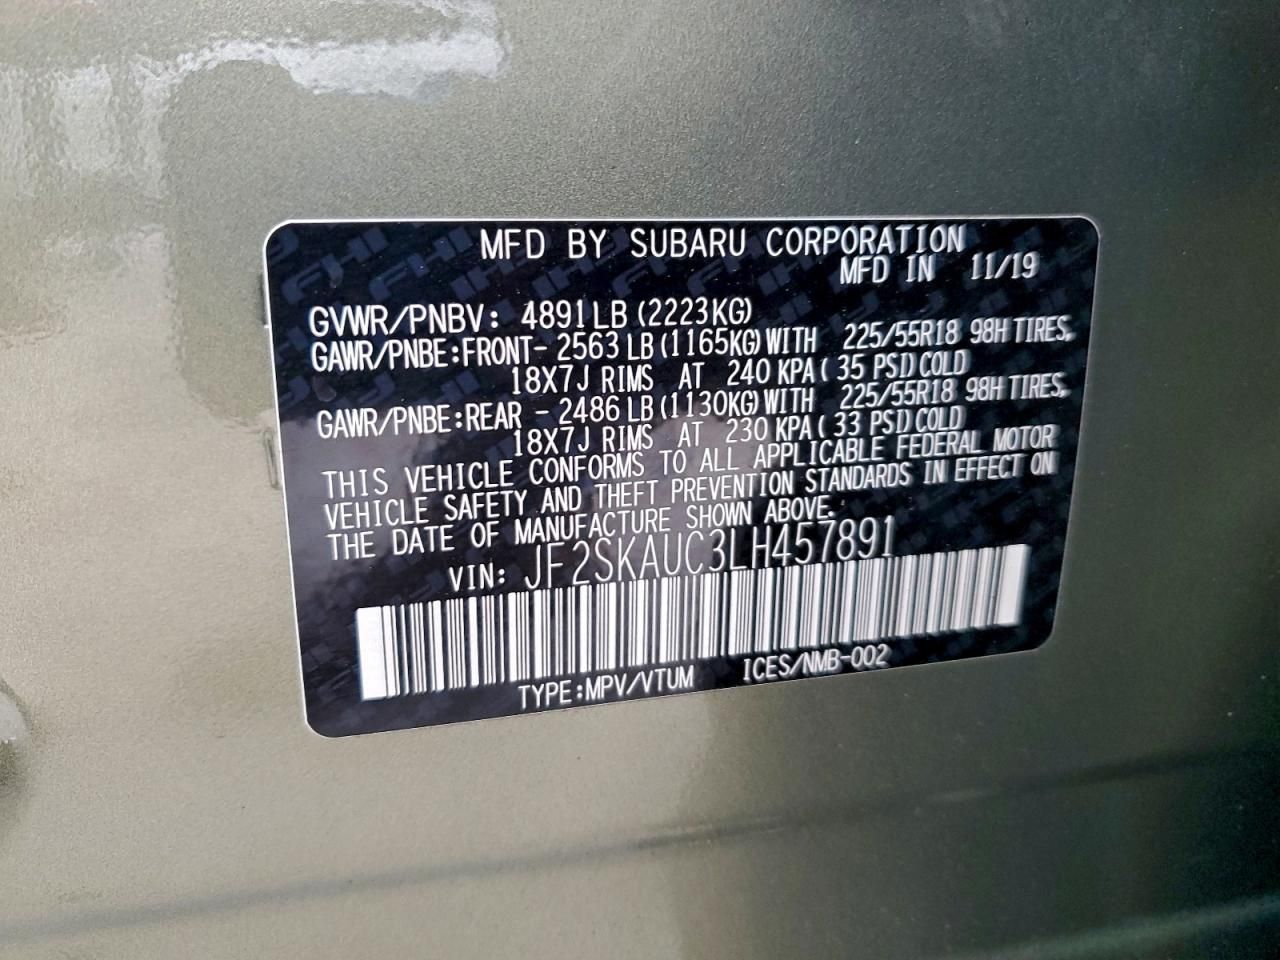 MFD BY SUBARU CORPORATION
MFD IN 11/19
GVWR/PNBV: 4891LB (2223KG)
GAWR/PNBE:FRONT- 2563 LB (1165KG) WITH 225/55R18 98H TIRES,
18X7J RIMS AT 240 KPA ( 35 PSI) COLD
GAWR/PNBE:REAR - 2486 LB (1130KG) WITH 225/55R18 98H TIRES,
18X7J RIMS AT 230 KPA ( 33 PSI) COLD
THIS VEHICLE CONFORMS TO ALL APPLICABLE FEDERAL MOTOR
VEHICLE SAFETY AND THEFT PREVENTION STANDARDS IN EFFECT ON
THE DATE OF MANUFACTURE SHOWN ABOVE.
VIN: JF2SKAUC3LH457891
TYPE:MPV/VTUM ICES/NMB-002